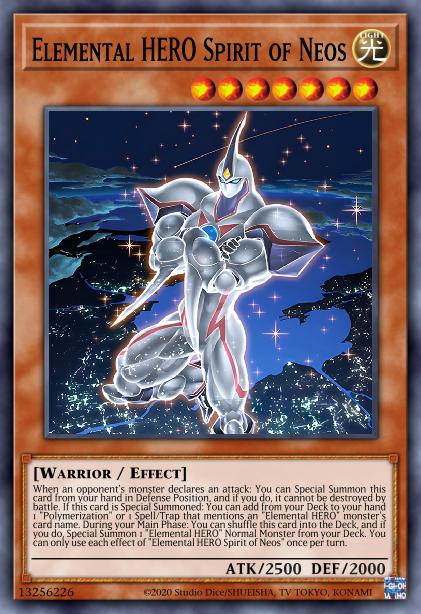 Elemental HERO Spirit of Neos
LIGHT
光
[Warrior / Effect]
When an opponent's monster declares an attack: You can Special Summon this
card from your hand in Defense Position, and if you do, it cannot be destroyed by
battle. If this card is Special Summoned: You can add from your Deck to your hand
1 "Polymerization" or 1 Spell/Trap that mentions an "Elemental HERO" monster's
card name. During your Main Phase: You can shuffle this card into the Deck, and if
you do, Special Summon 1 "Elemental HERO" Normal Monster from your Deck. You can
only use each effect of "Elemental HERO Spirit of Neos" once per turn.
ATK/2500 DEF/2000
13256226 ©2020 Studio Dice/SHUEISHA, TV TOKYO, KONAMI